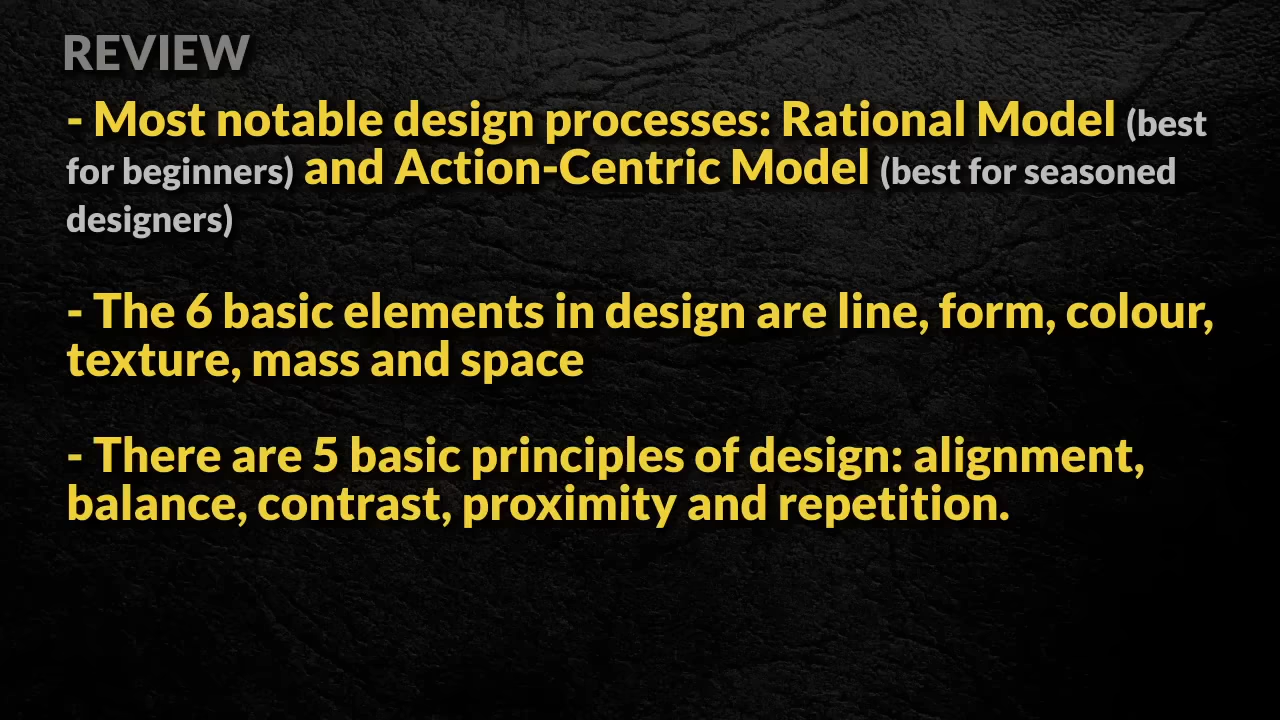 REVIEW
- Most notable design processes: Rational Model (best
for beginners) and Action-Centric Model (best for seasoned
designers)
- The 6 basic elements in design are line, form, colour,
texture, mass and space
- There are 5 basic principles of design: alignment,
balance, contrast, proximity and repetition.